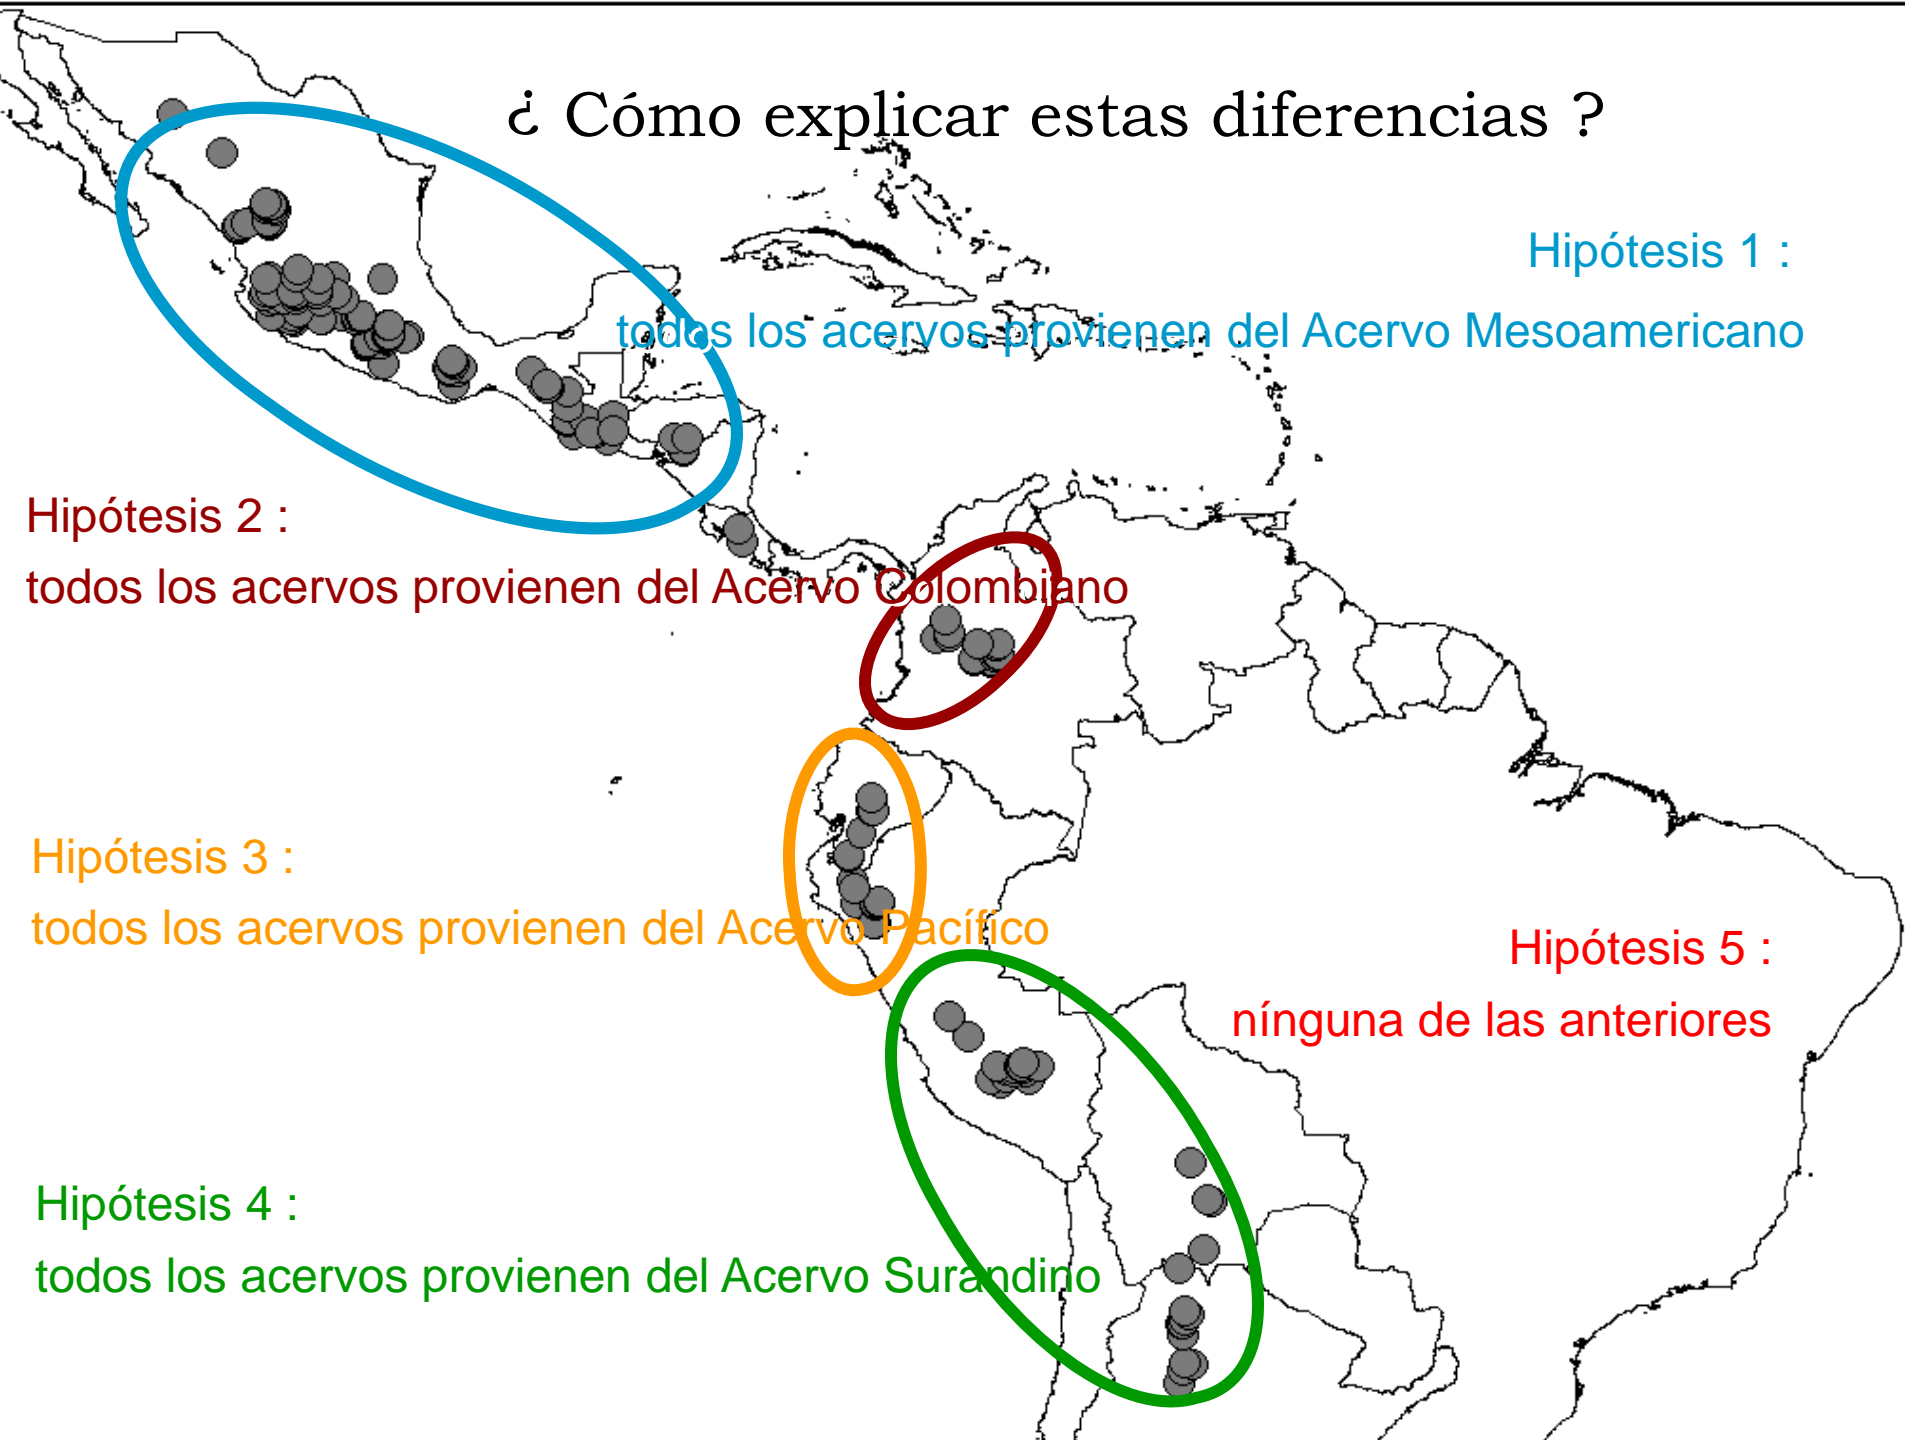 ¿ Cómo explicar estas diferencias ?
Hipótesis 1 :
todos los acervos provienen del Acervo Mesoamericano
Hipótesis 2 :
todos los acervos provienen del Acervo Colombiano
Hipótesis 3 :
todos los acervos provienen del Acervo Pacífico
Hipótesis 5 :
nínguna de las anteriores
Hipótesis 4 :
todos los acervos provienen del Acervo Surandino